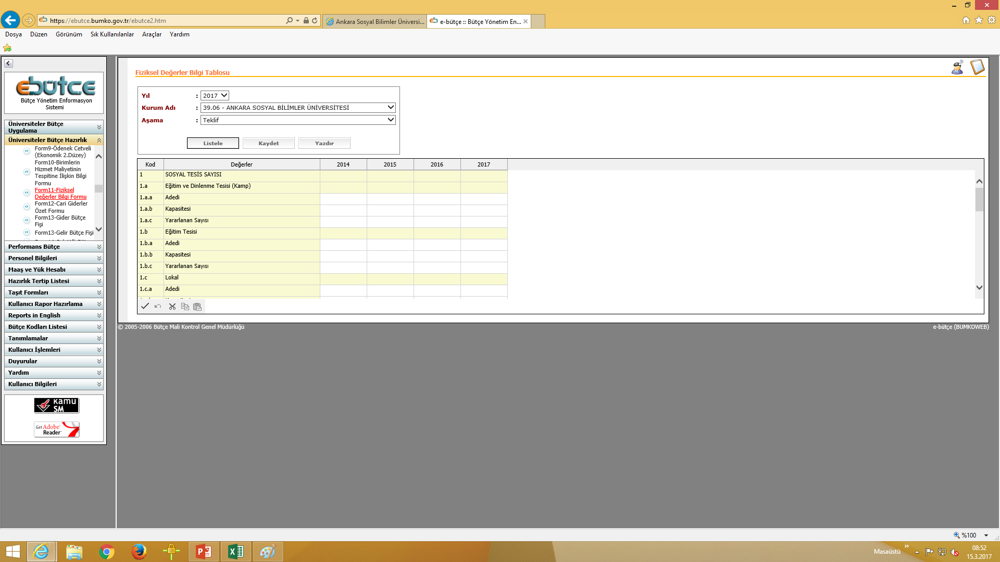 https://ebutce.bumko.gov.tr/ebutce2.htm
Ankara Sosyal Bilimler Üniversi...
e-bütçe :: Bütçe Yönetim En...
Dosya Düzen Görünüm Sık Kullanılanlar Araçlar Yardım
ebütçe
Bütçe Yönetim Enformasyon
Sistemi
Üniversiteler Bütçe
Uygulama
Üniversiteler Bütçe Hazırlık
Form9-Ödenek Cetveli
(Ekonomik 2.Düzey)
Form10-Birimlerin
Hizmet Maliyetinin
Tespitine İlişkin Bilgi
Formu
Form11-Fiziksel
Değerler Bilgi Formu
Form12-Cari Giderler
Özet Formu
Form13-Gider Bütçe
Fişi
Form13-Gelir Bütçe Fişi
Performans Bütçe
Personel Bilgileri
Maaş ve Yük Hesabı
Hazırlık Tertip Listesi
Taşıt Formları
Kullanıcı Rapor Hazırlama
Reports in English
Bütçe Kodları Listesi
Tanımlamalar
Kullanıcı İşlemleri
Duyurular
Yardım
Kullanıcı Bilgileri
kamu
SM
Get Adobe
Reader
Fiziksel Değerler Bilgi Tablosu
Yıl : 2017
Kurum Adı : 39.06 - ANKARA SOSYAL BİLİMLER ÜNİVERSİTESİ
Aşama : Teklif
Listele Kaydet Yazdır
Kod Değerler 2014 2015 2016 2017
1 SOSYAL TESİS SAYISI
1.a Eğitim ve Dinlenme Tesisi (Kamp)
1.a.a Adedi
1.a.b Kapasitesi
1.a.c Yararlanan Sayısı
1.b Eğitim Tesisi
1.b.a Adedi
1.b.b Kapasitesi
1.b.c Yararlanan Sayısı
1.c Lokal
1.c.a Adedi
© 2005-2006 Bütçe Mali Kontrol Genel Müdürlüğü
e-bütçe (BUMKOWEB)
%100
Masaüstü
08:52
15.3.2017